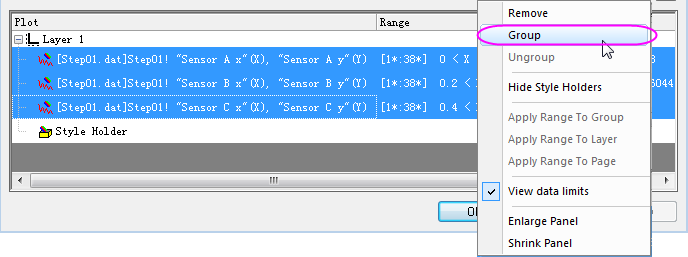 Plot Range
Layer 1
[Step01.dat]Step01! "Sensor A x"(X), "Sensor A y"(Y) [1*:38*] 0 < X 8
[Step01.dat]Step01! "Sensor B x"(X), "Sensor B y"(Y) [1*:38*] 0.2 < 6044
[Step01.dat]Step01! "Sensor C x"(X), "Sensor C y"(Y) [1*:38*] 0.4 <
Style Holder
Remove
Group
Ungroup
Hide Style Holders
Apply Range To Group
Apply Range To Layer
Apply Range To Page
View data limits
Enlarge Panel
Shrink Panel